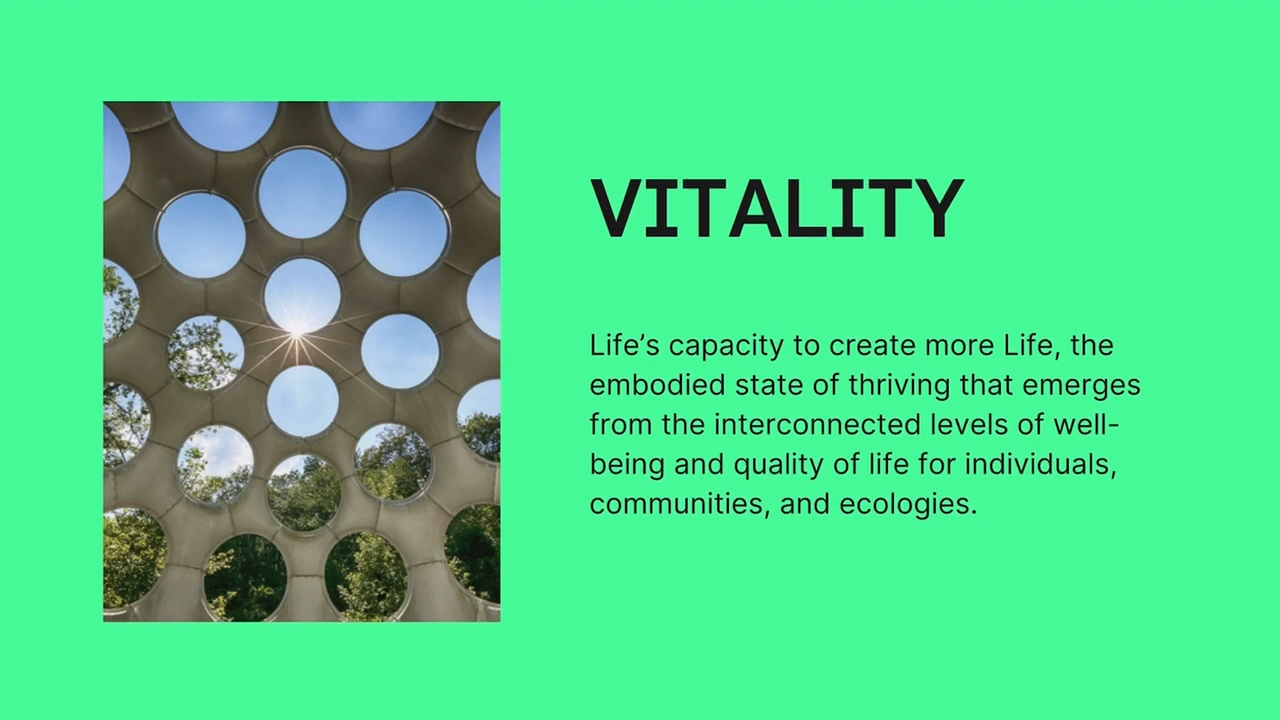 VITALITY
Life’s capacity to create more Life, the
embodied state of thriving that emerges
from the interconnected levels of well-
being and quality of life for individuals,
communities, and ecologies.